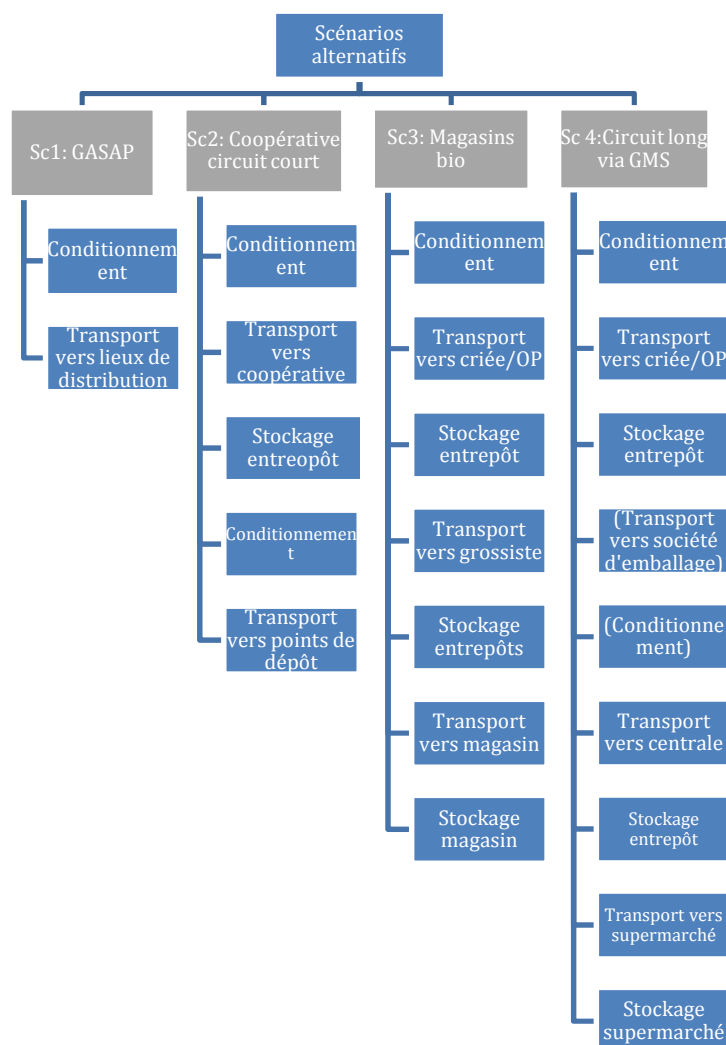 Scénarios
alternatifs
Sc1: GASAP
Conditionnem
ent
Transport
vers lieux de
distribution
Sc2: Coopérative
circuit court
Conditionnem
ent
Transport
vers
coopérative
Stockage
entreopôt
Conditionnemen
t
Transport
vers points de
dépôt
Sc3: Magasins
bio
Conditionnem
ent
Transport
vers criée/OP
Stockage
entrepôt
Transport
vers grossiste
Stockage
entrepôts
Transport
vers magasin
Stockage
magasin
Sc 4:Circuit long
via GMS
Conditionnem
ent
Transport
vers criée/OP
Stockage
entrepôt
(Transport
vers société
d'emballage)
(Conditionne
ment)
Transport
vers centrale
Stockage
entrepôt
Transport vers
supermarché
Stockage
supermarché